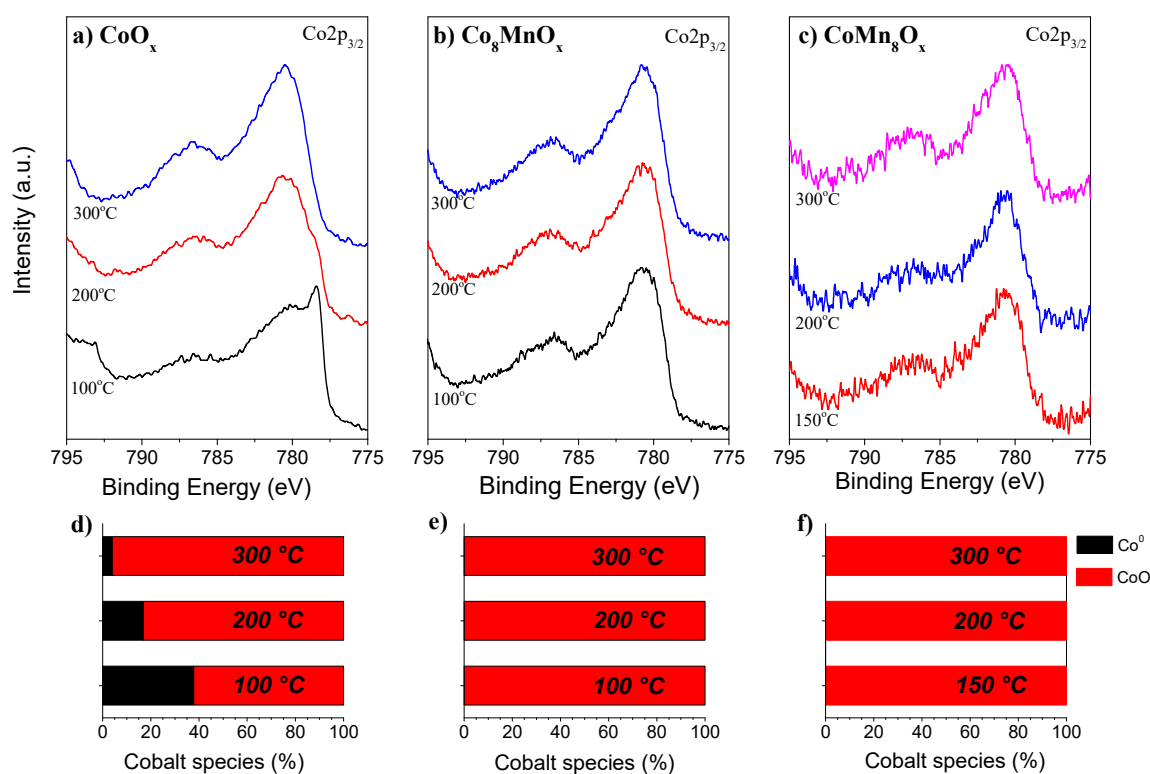 a) CoOₓ
Co2p₃/₂
b) Co₈MnOₓ
Co2p₃/₂
c) CoMn₈Oₓ
Co2p₃/₂
Intensity (a.u.)
300°C
200°C
100°C
300°C
200°C
100°C
300°C
200°C
150°C
795 790 785 780 775
795 790 785 780 775
795 790 785 780 775
Binding Energy (eV)
Binding Energy (eV)
Binding Energy (eV)
d)
300 °C
200 °C
100 °C
0 20 40 60 80 100
Cobalt species (%)
e)
300 °C
200 °C
100 °C
0 20 40 60 80 100
Cobalt species (%)
f)
300 °C
200 °C
150 °C
0 20 40 60 80 100
Cobalt species (%)
Co⁰
CoO